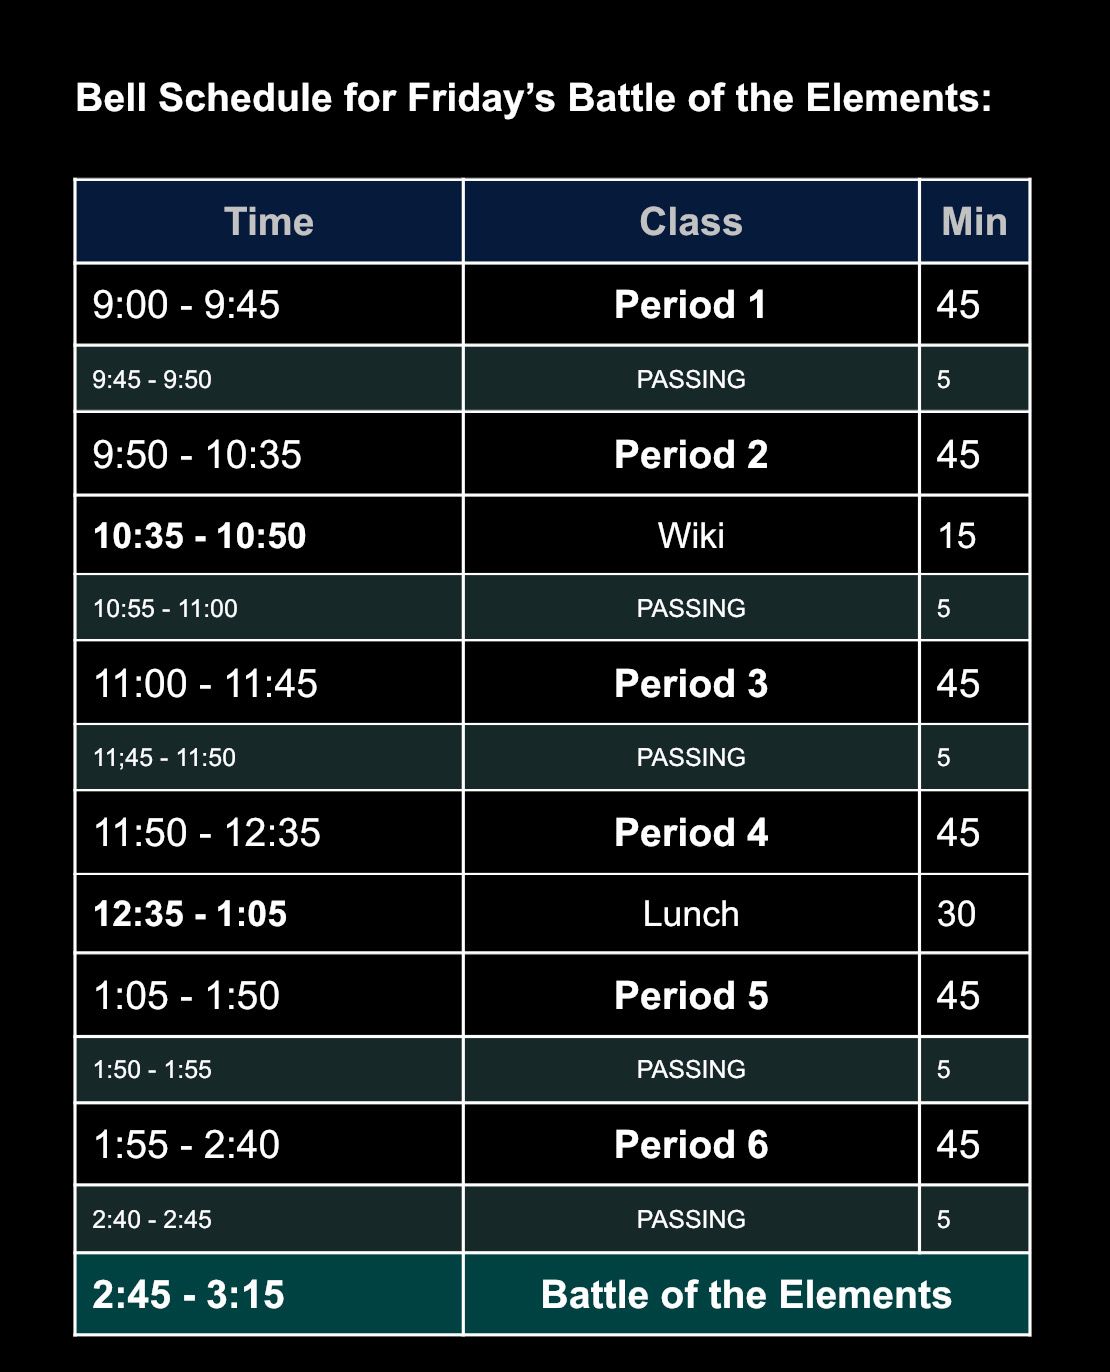 Bell Schedule for Friday’s Battle of the Elements:
Time Class Min
9:00 - 9:45 Period 1 45
9:45 - 9:50 PASSING 5
9:50 - 10:35 Period 2 45
10:35 - 10:50 Wiki 15
10:55 - 11:00 PASSING 5
11:00 - 11:45 Period 3 45
11;45 - 11:50 PASSING 5
11:50 - 12:35 Period 4 45
12:35 - 1:05 Lunch 30
1:05 - 1:50 Period 5 45
1:50 - 1:55 PASSING 5
1:55 - 2:40 Period 6 45
2:40 - 2:45 PASSING 5
2:45 - 3:15 Battle of the Elements